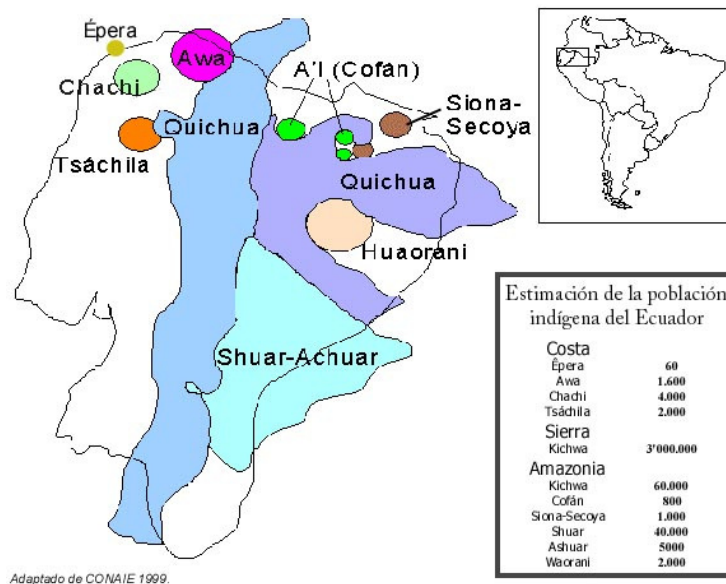 Épera
Awa
Chachi
A'I (Cofán)
Siona-
Secoya
Quichua
Tsáchila
Quichua
Huaorani
Shuar-Achuar
Estimación de la población
indígena del Ecuador
Costa
Êpera 60
Awa 1.600
Chachi 4.000
Tsáchila 2.000
Sierra
Kichwa 3'000.000
Amazonia
Kichwa 60.000
Cofán 800
Siona-Secoya 1.000
Shuar 40.000
Ashuar 5000
Waorani 2.000
Adaptado de CONAIE 1999.